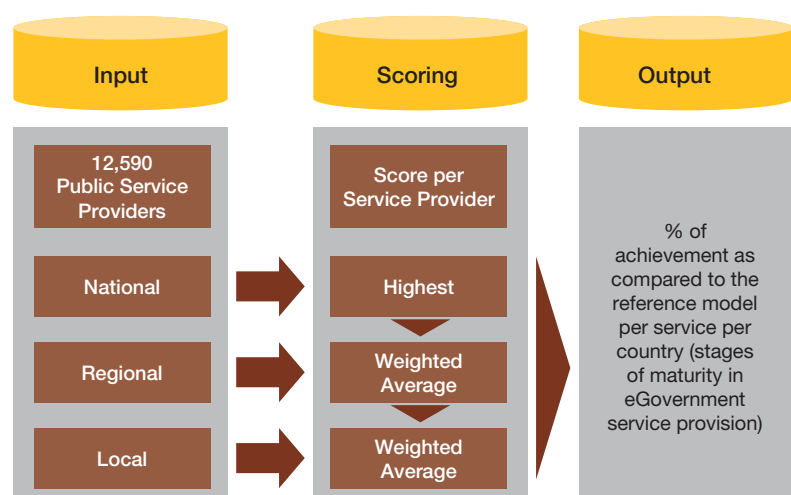 Input
Scoring
Output
12,590
Public Service
Providers
National
Regional
Local
Score per
Service Provider
Highest
Weighted
Average
Weighted
Average
% of
achievement as
compared to the
reference model
per service per
country (stages
of maturity in
eGovernment
service provision)